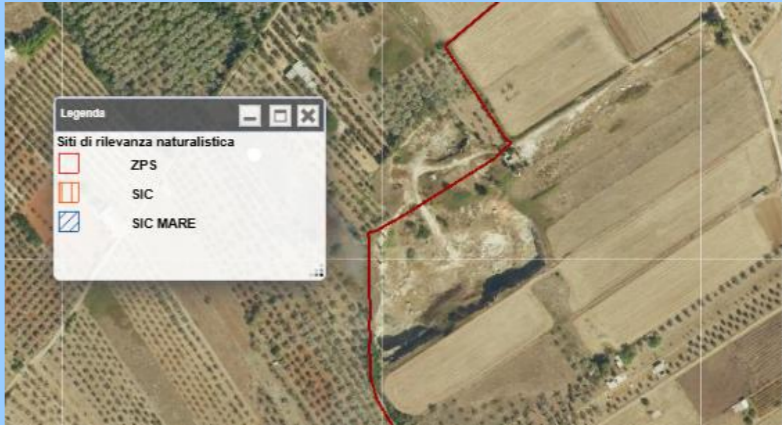 Legenda
Siti di rilevanza naturalistica
ZPS
SIC
SIC MARE